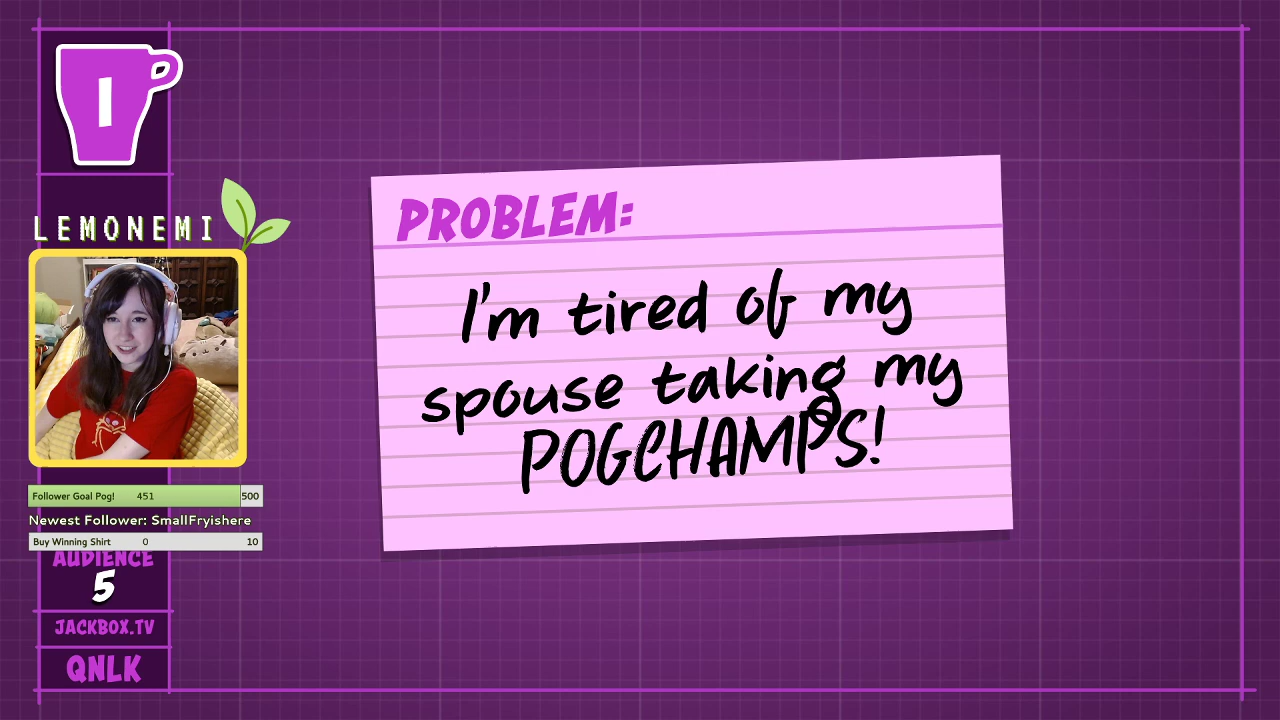 1
LEMONEMI
PROBLEM:
I'm tired of my
spouse taking my
POGCHAMPS!
Follower Goal Pog! 451 500
Newest Follower: SmallFryishere
Buy Winning Shirt 0 10
AUDIENCE
5
JACKBOX.TV
QNLK